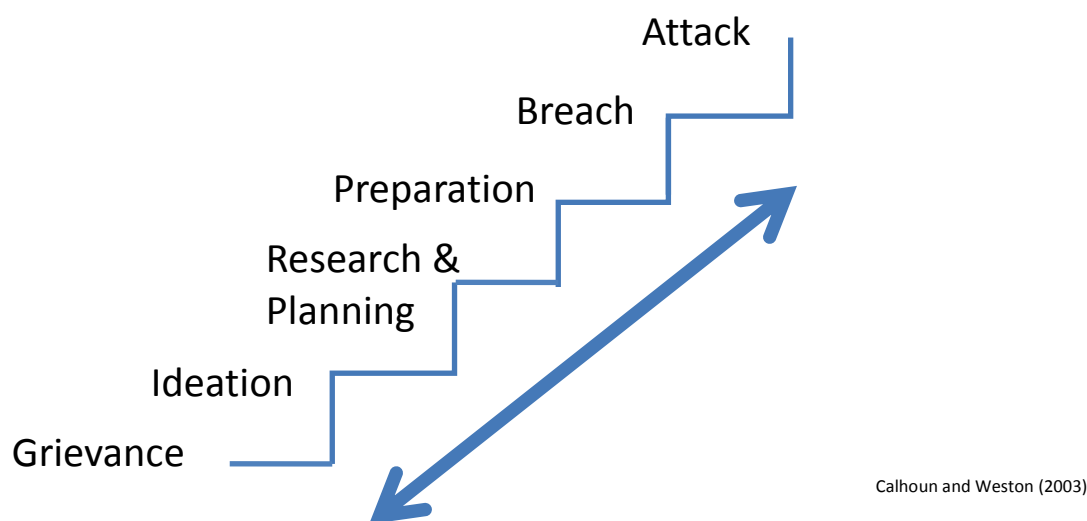 Attack
Breach
Preparation
Research &
Planning
Ideation
Grievance
Calhoun and Weston (2003)